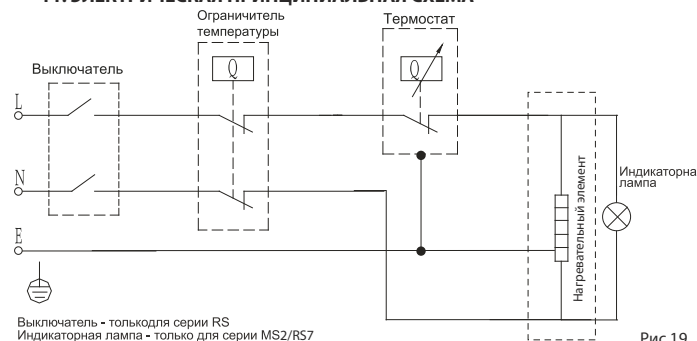 Ограничитель
температуры
Термостат
Выключатель
Q
Q
L
N
E
Нагревательный элемент
Индикаторна
лампа
Выключатель - толькодля серии RS
Индикаторная лампа - только для серии MS2/RS7
Рис.19